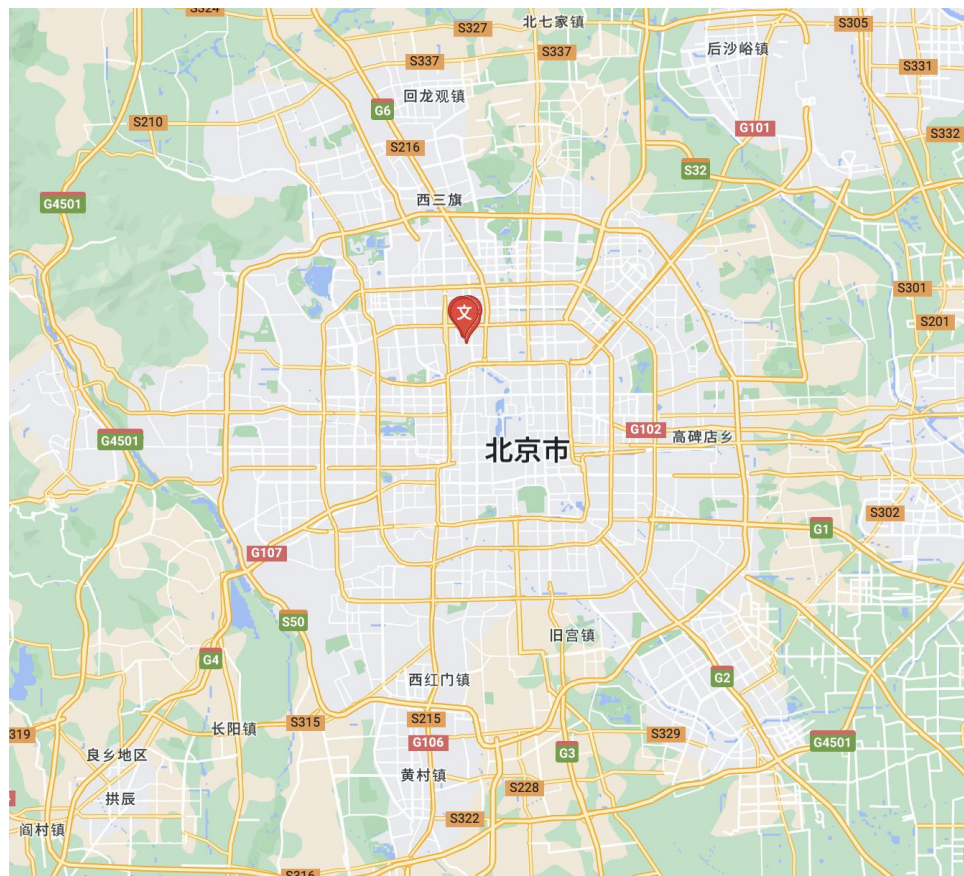 S324
S327
北七家镇
S305
S337
S337
后沙峪镇
S331
回龙观镇
G6
S210
G101
S332
S216
S32
G4501
西三旗
S301
文
S201
G4501
G102
高碑店乡
北京市
S302
G1
G107
S50
旧宫镇
G4
西红门镇
G2
S315
S215
长阳镇
319
S329
G106
G4501
良乡地区
G3
黄村镇
S228
拱辰
S322
阎村镇
S316